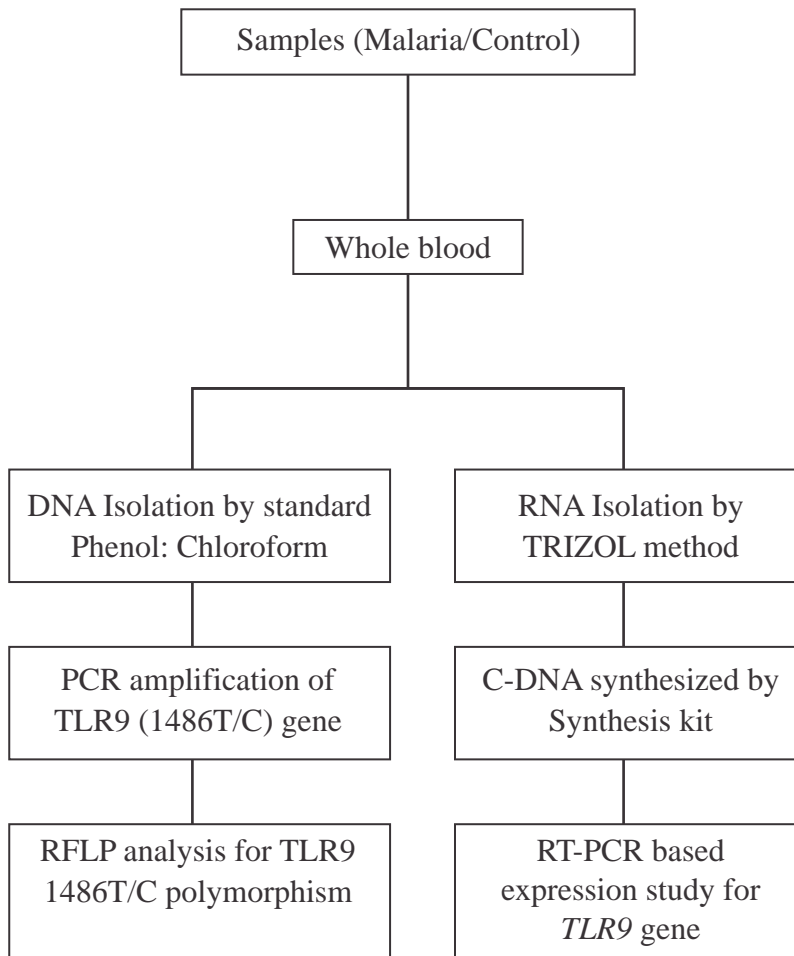 Samples (Malaria/Control)
Whole blood
DNA Isolation by standard
Phenol: Chloroform
RNA Isolation by
TRIZOL method
PCR amplification of
TLR9 (1486T/C) gene
C-DNA synthesized by
Synthesis kit
RFLP analysis for TLR9
1486T/C polymorphism
RT-PCR based
expression study for
TLR9 gene